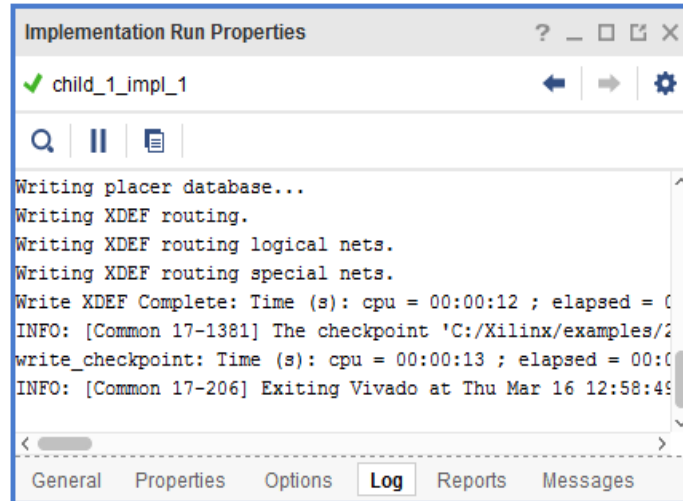 Implementation Run Properties
child_1_impl_1
Writing placer database...
Writing XDEF routing.
Writing XDEF routing logical nets.
Writing XDEF routing special nets.
Write XDEF Complete: Time (s): cpu = 00:00:12 ; elapsed = 0
INFO: [Common 17-1381] The checkpoint 'C:/Xilinx/examples/2
write_checkpoint: Time (s): cpu = 00:00:13 ; elapsed = 00:0
INFO: [Common 17-206] Exiting Vivado at Thu Mar 16 12:58:49
General Properties Options Log Reports Messages